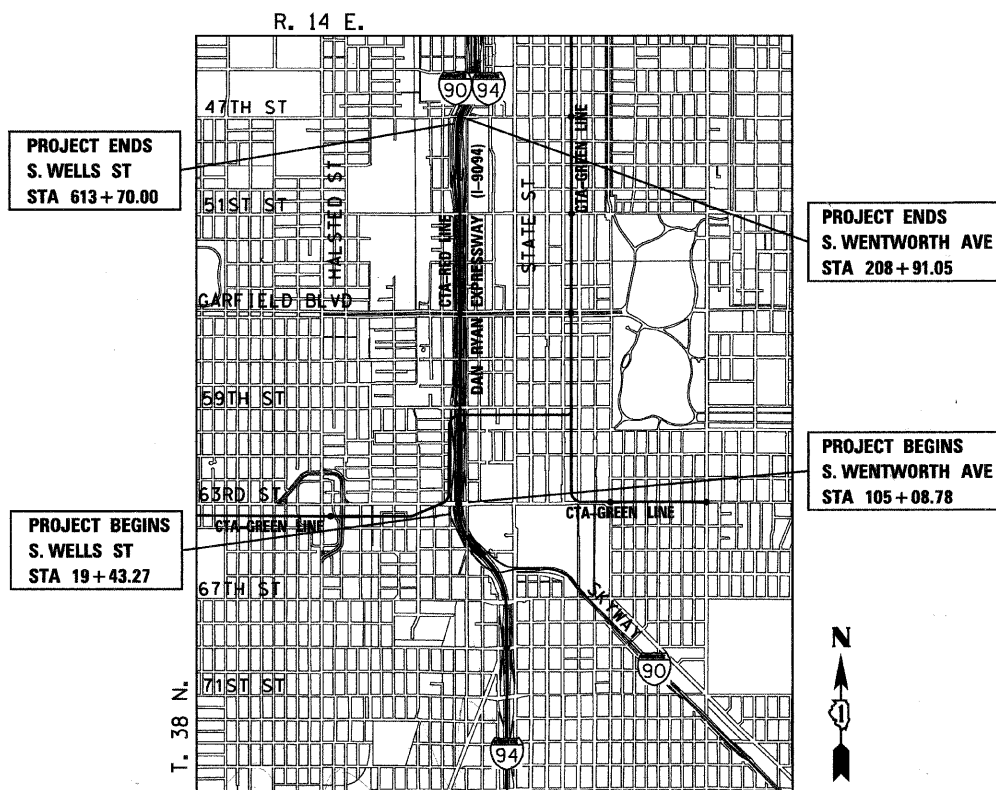 R. 14 E.
90 94
47TH ST
PROJECT ENDS
S. WELLS ST
STA 613+70.00
CTA-GREEN LINE
HALSTED ST
51ST ST
CTA-RED LINE
DAN RYAN EXPRESSWAY (I-90/94)
STATE ST
PROJECT ENDS
S. WENTWORTH AVE
STA 208+91.05
GARFIELD BLVD
59TH ST
PROJECT BEGINS
S. WENTWORTH AVE
STA 105+08.78
63RD ST
CTA-GREEN LINE
CTA-GREEN LINE
PROJECT BEGINS
S. WELLS ST
STA 19+43.27
67TH ST
SKYWAY
90
71ST ST
T. 38 N.
94
N
1